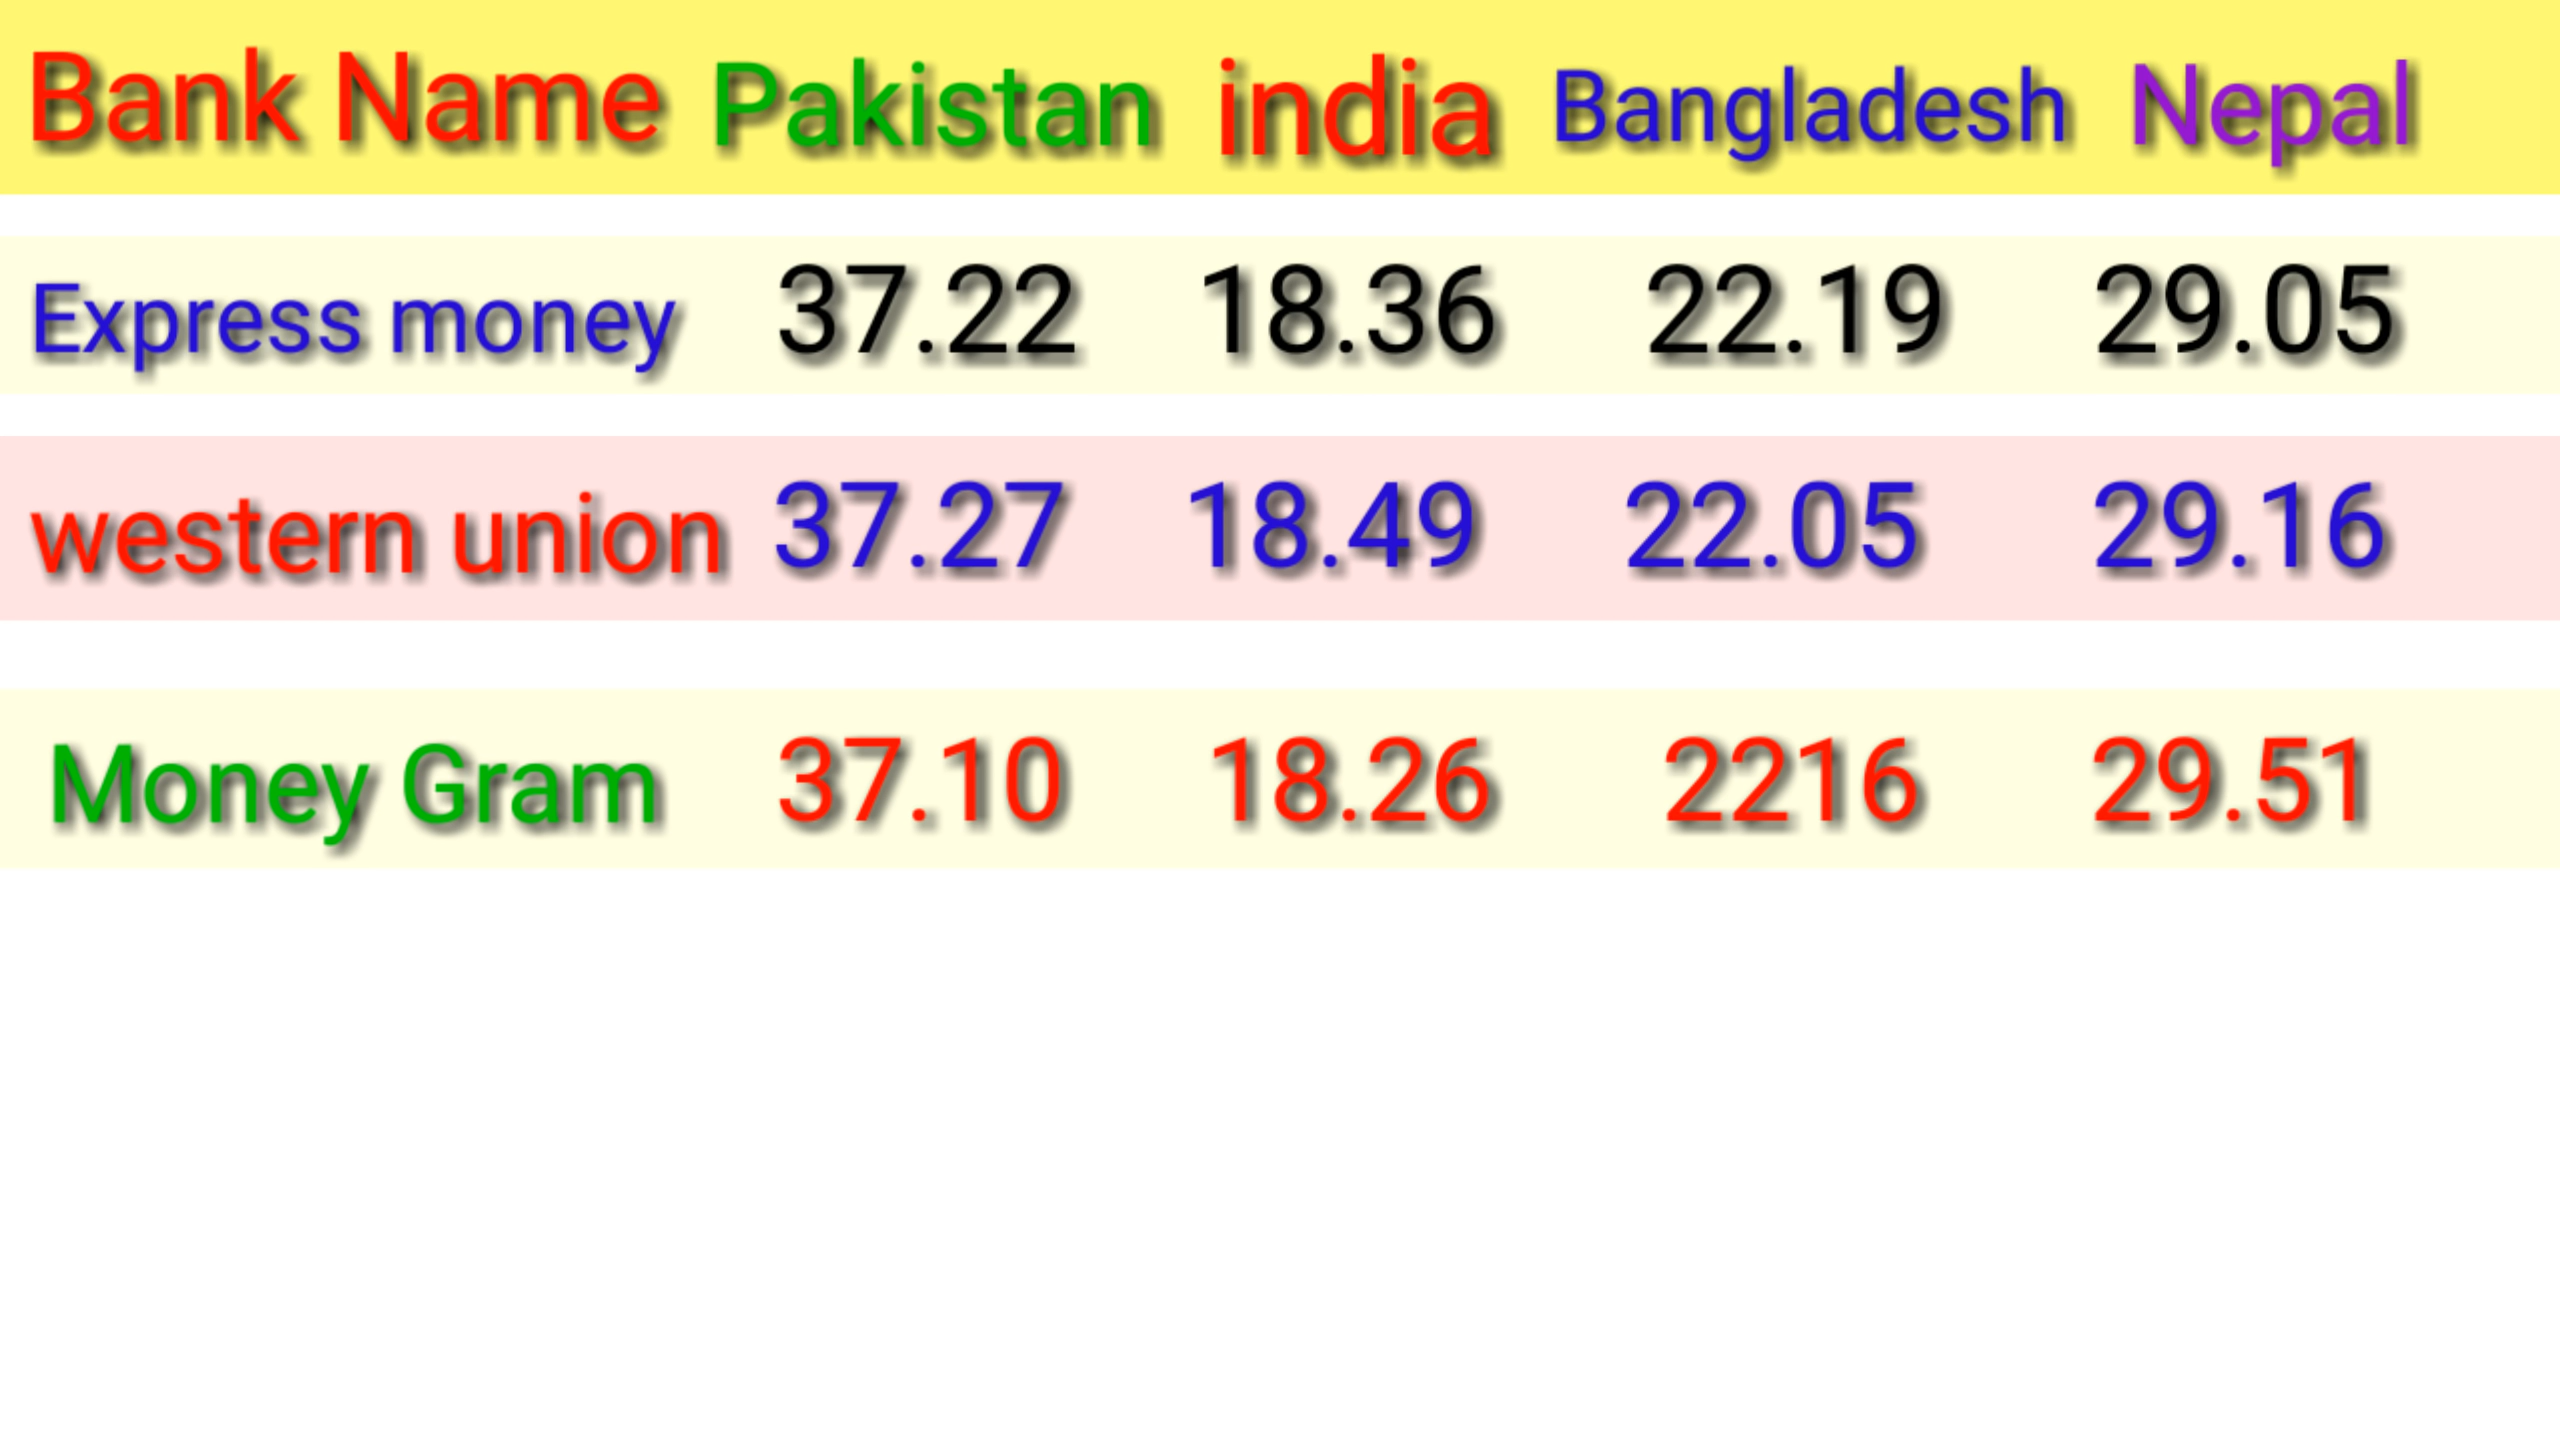 Bank Name Pakistan india Bangladesh Nepal
Express money 37.22 18.36 22.19 29.05
western union 37.27 18.49 22.05 29.16
Money Gram 37.10 18.26 2216 29.51